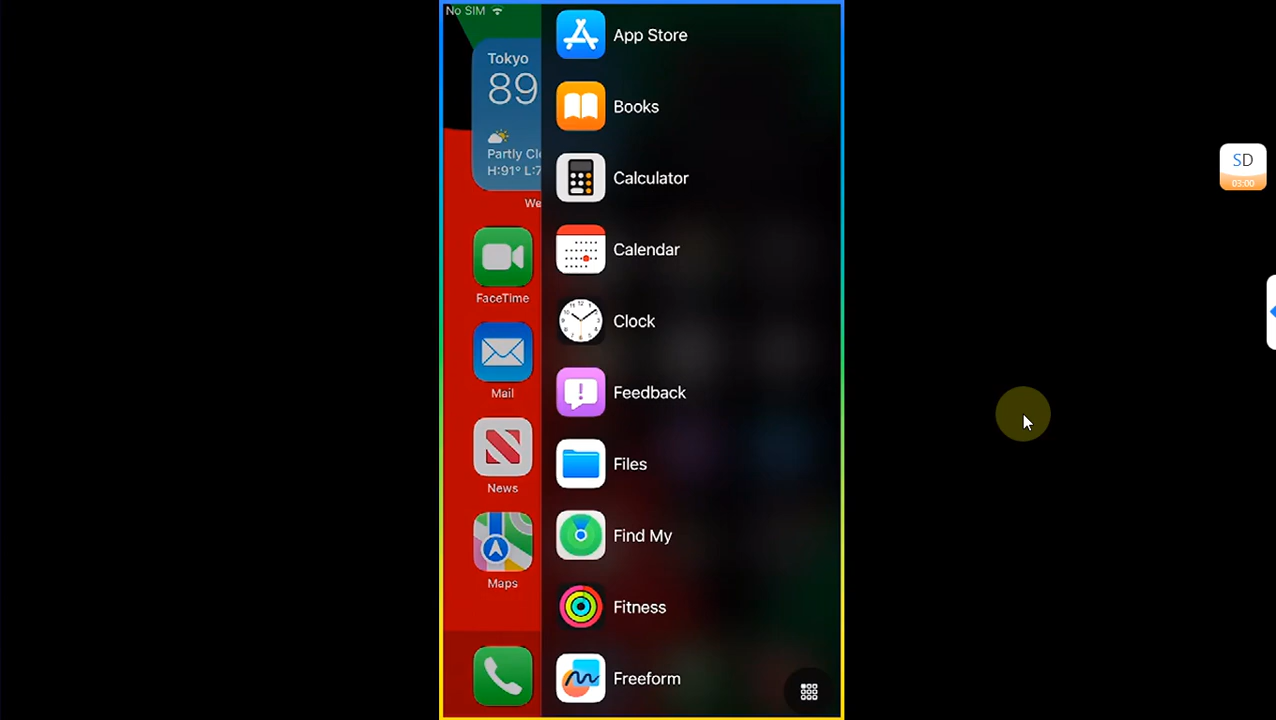 No SIM
Tokyo
89
Partly Cl
H:91° L:7
We
FaceTime
Mail
News
Maps
App Store
Books
Calculator
Calendar
Clock
Feedback
Files
Find My
Fitness
Freeform
SD
03:00